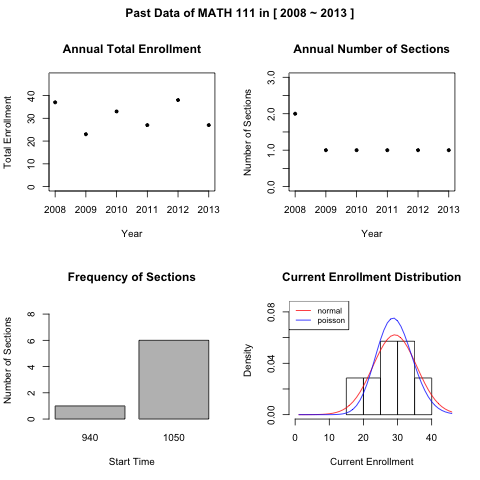 Past Data of MATH 111 in [ 2008 ~ 2013 ]
Annual Total Enrollment
Total Enrollment
0 10 20 30 40
2008 2009 2010 2011 2012 2013
Year
Annual Number of Sections
Number of Sections
0.0 1.0 2.0 3.0
2008 2009 2010 2011 2012 2013
Year
Frequency of Sections
Number of Sections
0 2 4 6 8
940 1050
Start Time
Current Enrollment Distribution
normal
poisson
Density
0.00 0.04 0.08
0 10 20 30 40
Current Enrollment